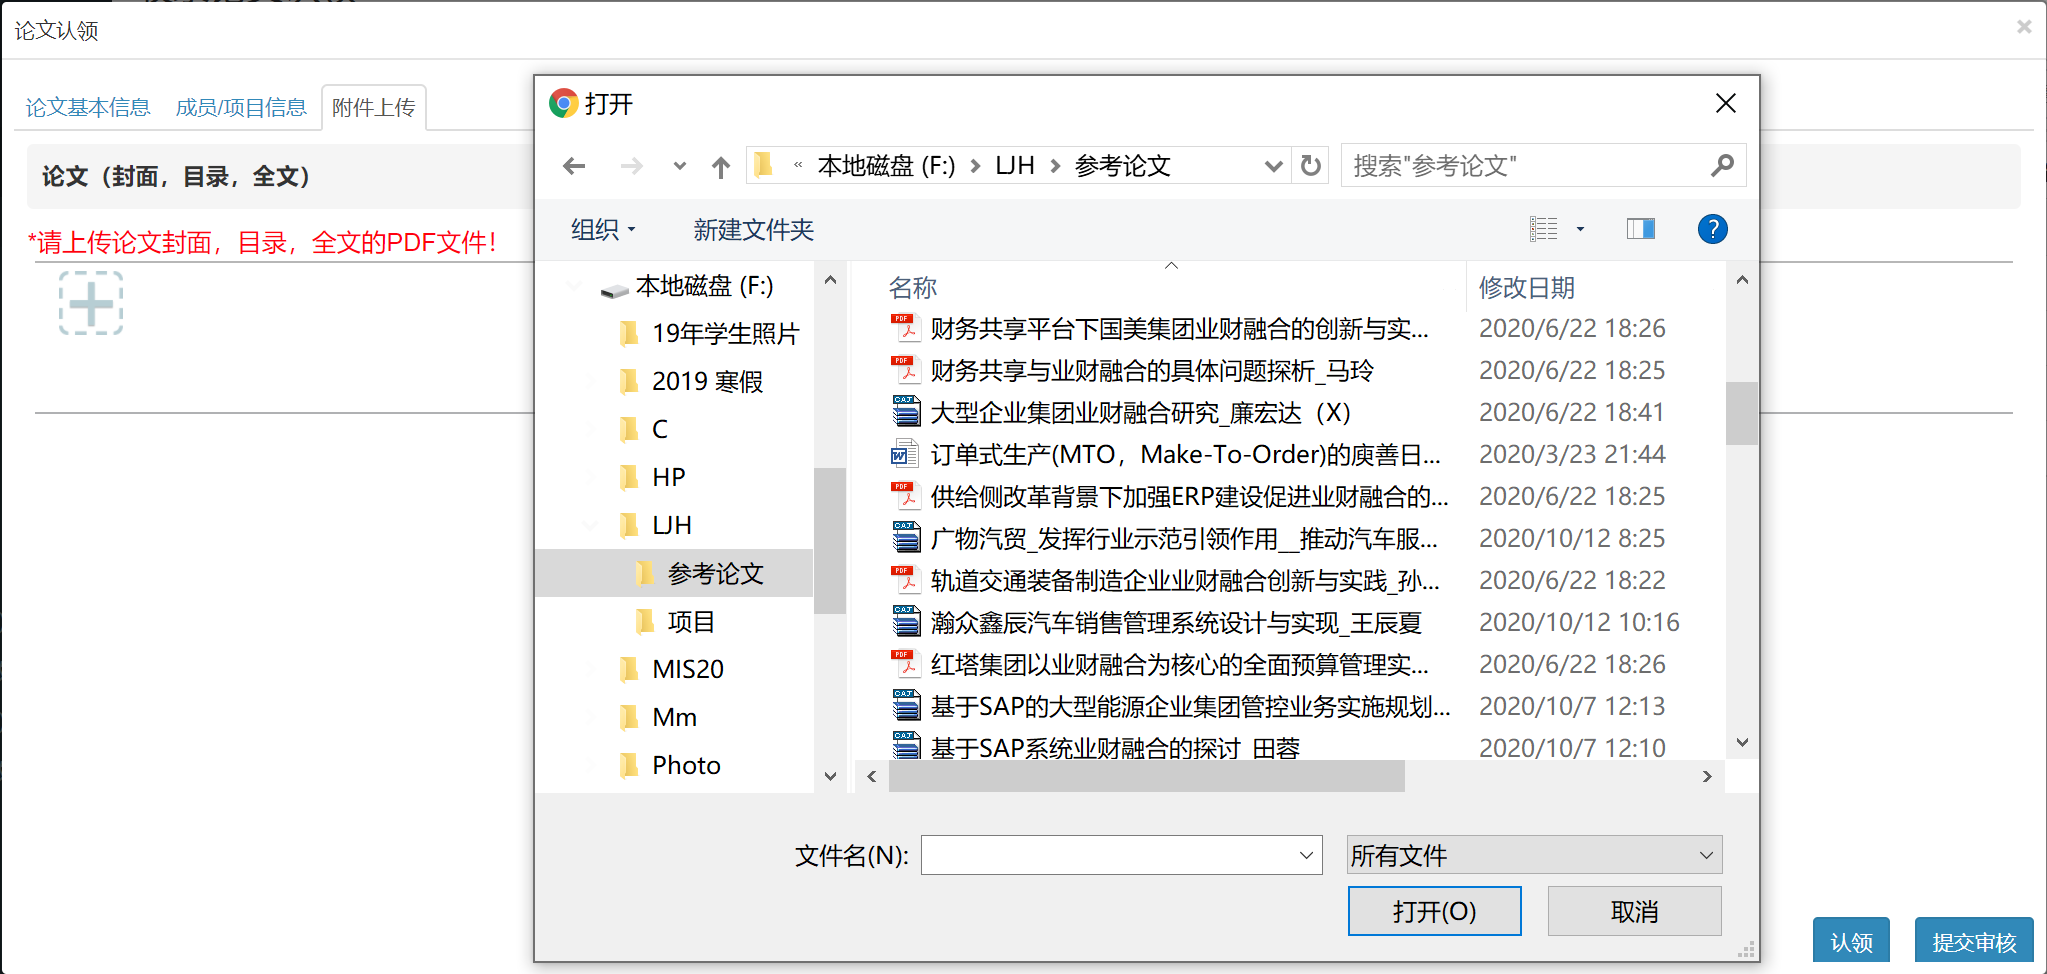 论文认领
论文基本信息 成员/项目信息 附件上传
论文（封面，目录，全文）
*请上传论文封面，目录，全文的PDF文件！
打开
« 本地磁盘 (F:) › LJH › 参考论文
搜索"参考论文"
组织 新建文件夹
本地磁盘 (F:)
19年学生照片
2019 寒假
C
HP
LJH
参考论文
项目
MIS20
Mm
Photo
名称 修改日期
财务共享平台下国美集团业财融合的创新与实... 2020/6/22 18:26
财务共享与业财融合的具体问题探析_马玲 2020/6/22 18:25
大型企业集团业财融合研究_廉宏达（X） 2020/6/22 18:41
订单式生产(MTO，Make-To-Order)的庾善日... 2020/3/23 21:44
供给侧改革背景下加强ERP建设促进业财融合的... 2020/6/22 18:25
广物汽贸_发挥行业示范引领作用__推动汽车服... 2020/10/12 8:25
轨道交通装备制造企业业财融合创新与实践_孙... 2020/6/22 18:22
瀚众鑫辰汽车销售管理系统设计与实现_王辰夏 2020/10/12 10:16
红塔集团以业财融合为核心的全面预算管理实... 2020/6/22 18:26
基于SAP的大型能源企业集团管控业务实施规划... 2020/10/7 12:13
基于SAP系统业财融合的探讨_田蓉 2020/10/7 12:10
文件名(N): 所有文件
打开(O) 取消
认领 提交审核